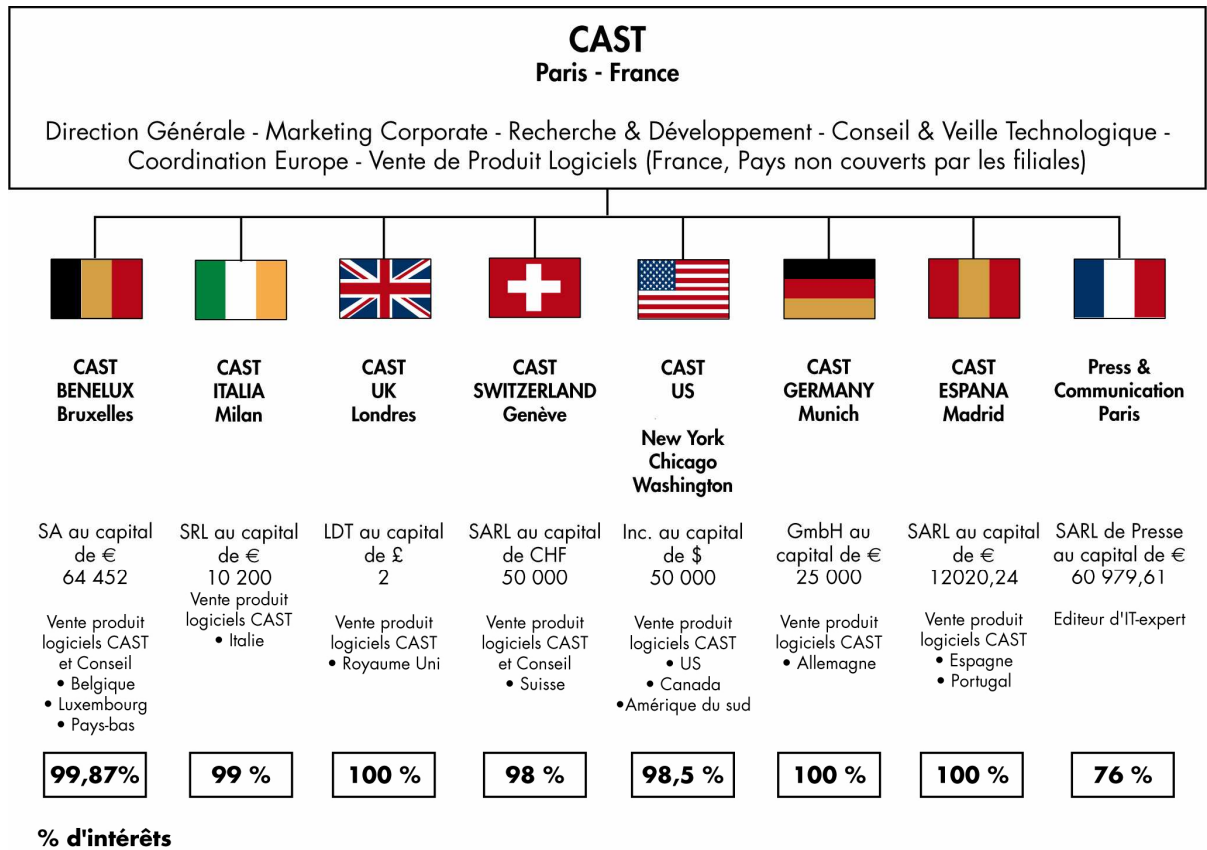 CAST
Paris - France
Direction Générale - Marketing Corporate - Recherche & Développement - Conseil & Veille Technologique -
Coordination Europe - Vente de Produit Logiciels (France, Pays non couverts par les filiales)
CAST
BENELUX
Bruxelles
SA au capital
de €
64 452
Vente produit
logiciels CAST
et Conseil
• Belgique
• Luxembourg
• Pays-bas
99,87%
CAST
ITALIA
Milan
SRL au capital
de €
10 200
Vente produit
logiciels CAST
• Italie
99 %
CAST
UK
Londres
LDT au capital
de £
2
Vente produit
logiciels CAST
• Royaume Uni
100 %
CAST
SWITZERLAND
Genève
SARL au capital
de CHF
50 000
Vente produit
logiciels CAST
et Conseil
• Suisse
98 %
CAST
US
New York
Chicago
Washington
Inc. au capital
de $
50 000
Vente produit
logiciels CAST
• US
• Canada
•Amérique du sud
98,5 %
CAST
GERMANY
Munich
GmbH au
capital de €
25 000
Vente produit
logiciels CAST
• Allemagne
100 %
CAST
ESPANA
Madrid
SARL au capital
de €
12020,24
Vente produit
logiciels CAST
• Espagne
• Portugal
100 %
Press &
Communication
Paris
SARL de Presse
au capital de €
60 979,61
Editeur d'IT-expert
76 %
% d'intérêts